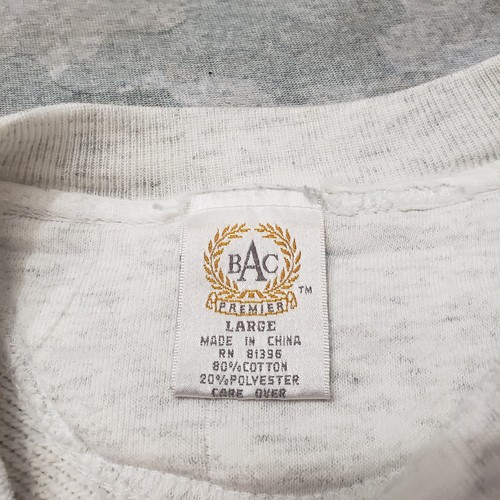 BAC
PREMIER ™
LARGE
MADE IN CHINA
RN 81396
80%COTTON
20%POLYESTER
CARE OVER